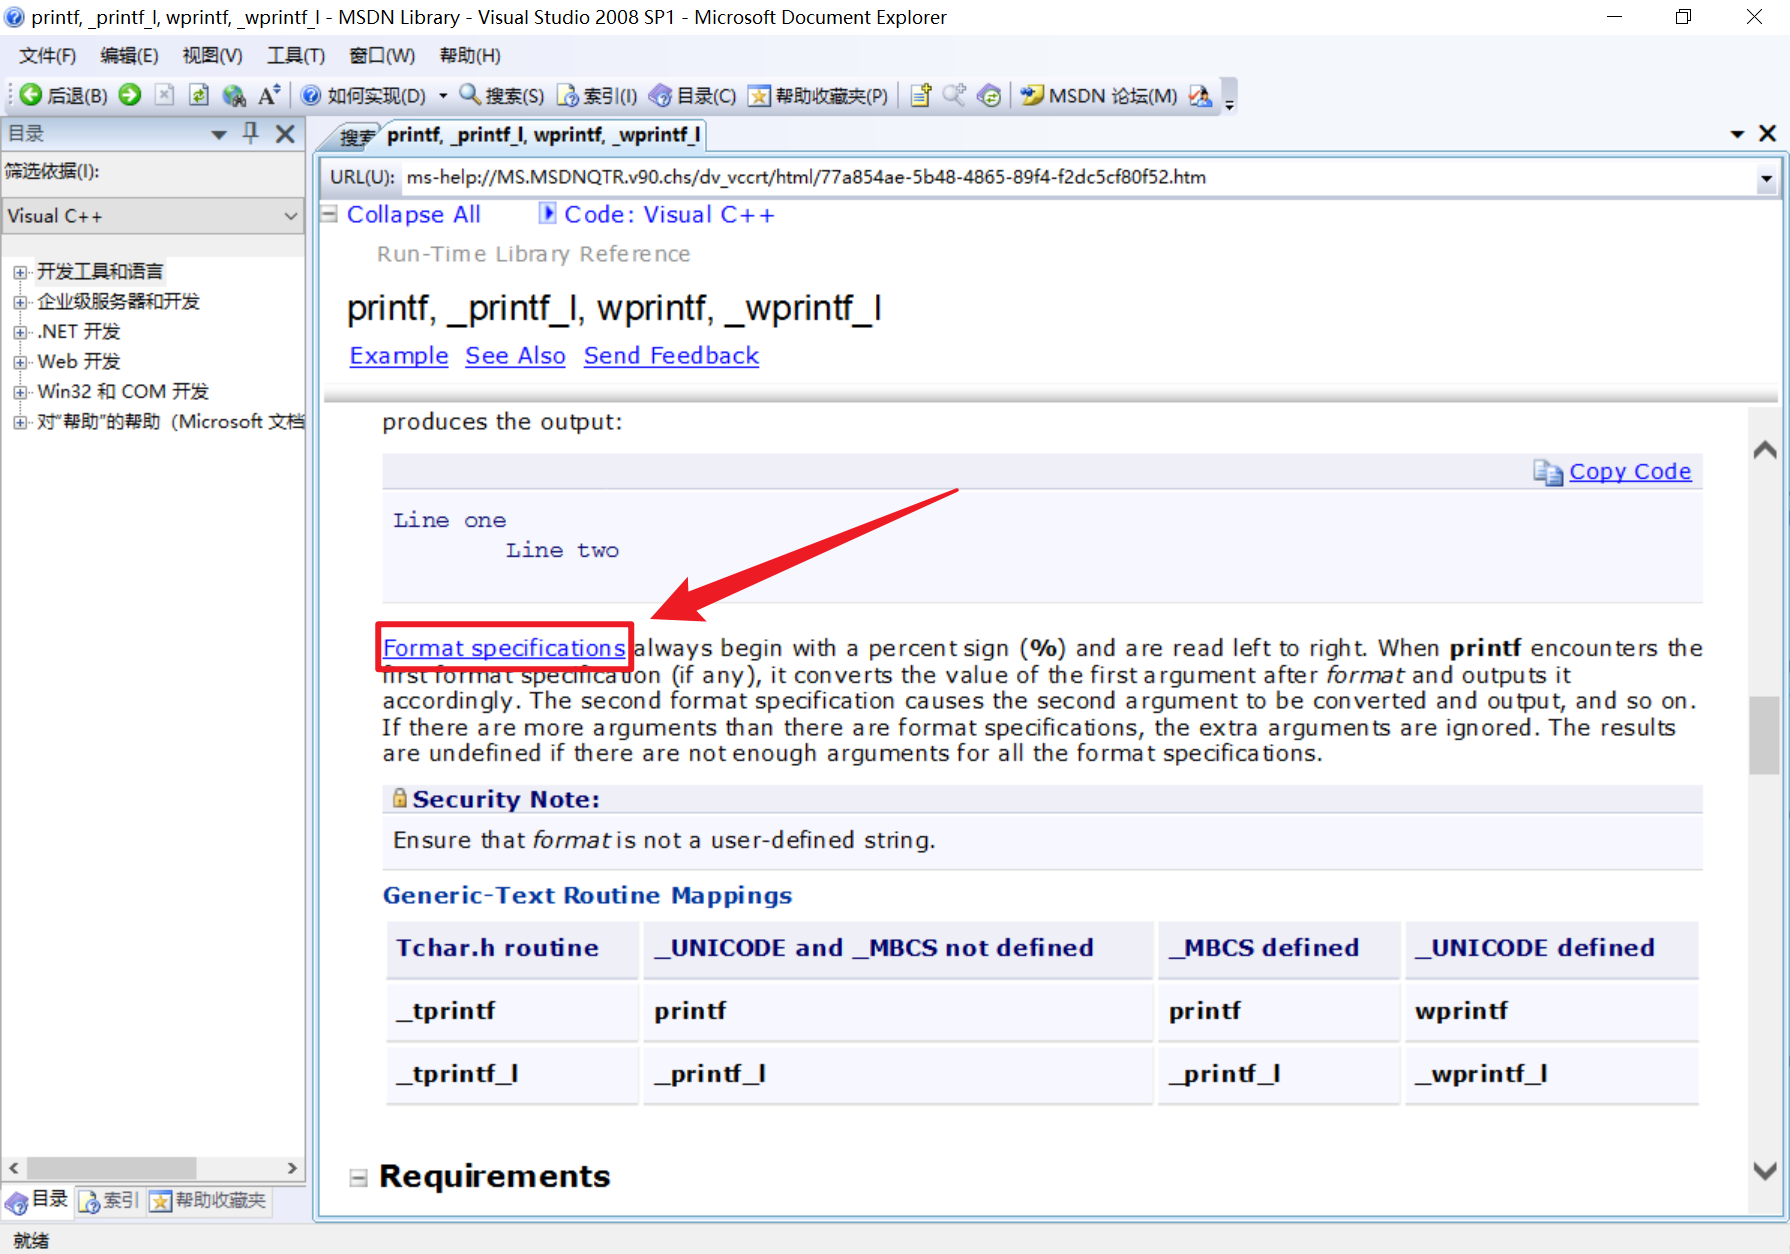 printf, _printf_l, wprintf, _wprintf_l - MSDN Library - Visual Studio 2008 SP1 - Microsoft Document Explorer
文件(F) 编辑(E) 视图(V) 工具(T) 窗口(W) 帮助(H)
后退(B) 如何实现(D) 搜索(S) 索引(I) 目录(C) 帮助收藏夹(P) MSDN 论坛(M)
目录
筛选依据(I):
Visual C++
开发工具和语言
企业级服务器和开发
.NET 开发
Web 开发
Win32 和 COM 开发
对"帮助"的帮助（Microsoft 文档
目录 索引 帮助收藏夹
搜索 printf, _printf_l, wprintf, _wprintf_l
URL(U): ms-help://MS.MSDNQTR.v90.chs/dv_vccrt/html/77a854ae-5b48-4865-89f4-f2dc5cf80f52.htm
Collapse All Code: Visual C++
Run-Time Library Reference
printf, _printf_l, wprintf, _wprintf_l
Example See Also Send Feedback
produces the output:
Copy Code
Line one
Line two
Format specifications always begin with a percent sign (%) and are read left to right. When printf encounters the
first format specification (if any), it converts the value of the first argument after format and outputs it
accordingly. The second format specification causes the second argument to be converted and output, and so on.
If there are more arguments than there are format specifications, the extra arguments are ignored. The results
are undefined if there are not enough arguments for all the format specifications.
Security Note:
Ensure that format is not a user-defined string.
Generic-Text Routine Mappings
Tchar.h routine _UNICODE and _MBCS not defined _MBCS defined _UNICODE defined
_tprintf printf printf wprintf
_tprintf_l _printf_l _printf_l _wprintf_l
Requirements
就绪